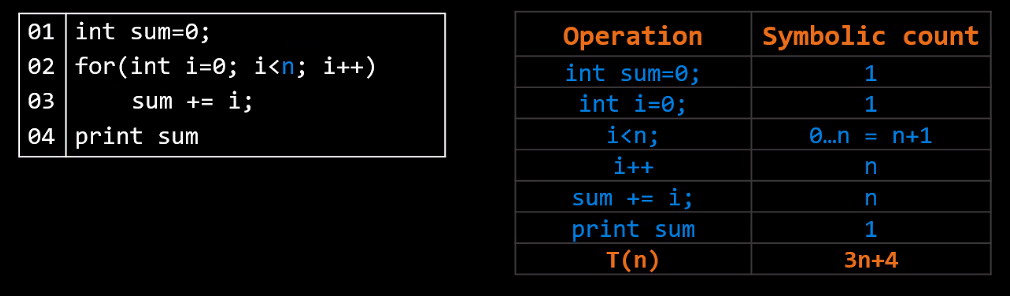 01 int sum=0;
02 for(int i=0; i<n; i++)
03 sum += i;
04 print sum
Operation Symbolic count
int sum=0; 1
int i=0; 1
i<n; 0…n = n+1
i++ n
sum += i; n
print sum 1
T(n) 3n+4